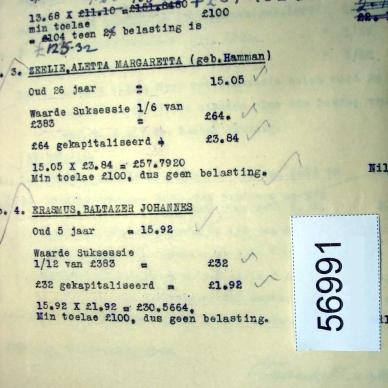 13.68 X £11.10 = £151.8480 £100
min toelae
= £104 teen 2% belasting is
£125-32
3. ZEELIE, ALETTA MARGARETTA (geb. Hamman)
Oud 26 jaar = 15.05
Waarde Suksessie 1/6 van
£383 = £64.
£64 gekapitaliseerd = £3.84
15.05 X £3.84 = £57.7920
Min toelae £100, dus geen belasting. Nil
4. ERASMUS, BALTAZER JOHANNES
Oud 5 jaar = 15.92
Waarde Suksessie
1/12 van £383 = £32
£32 gekapitaliseerd = £1.92
15.92 X £1.92 = £30.5664.
Min toelae £100, dus geen belasting.
56991